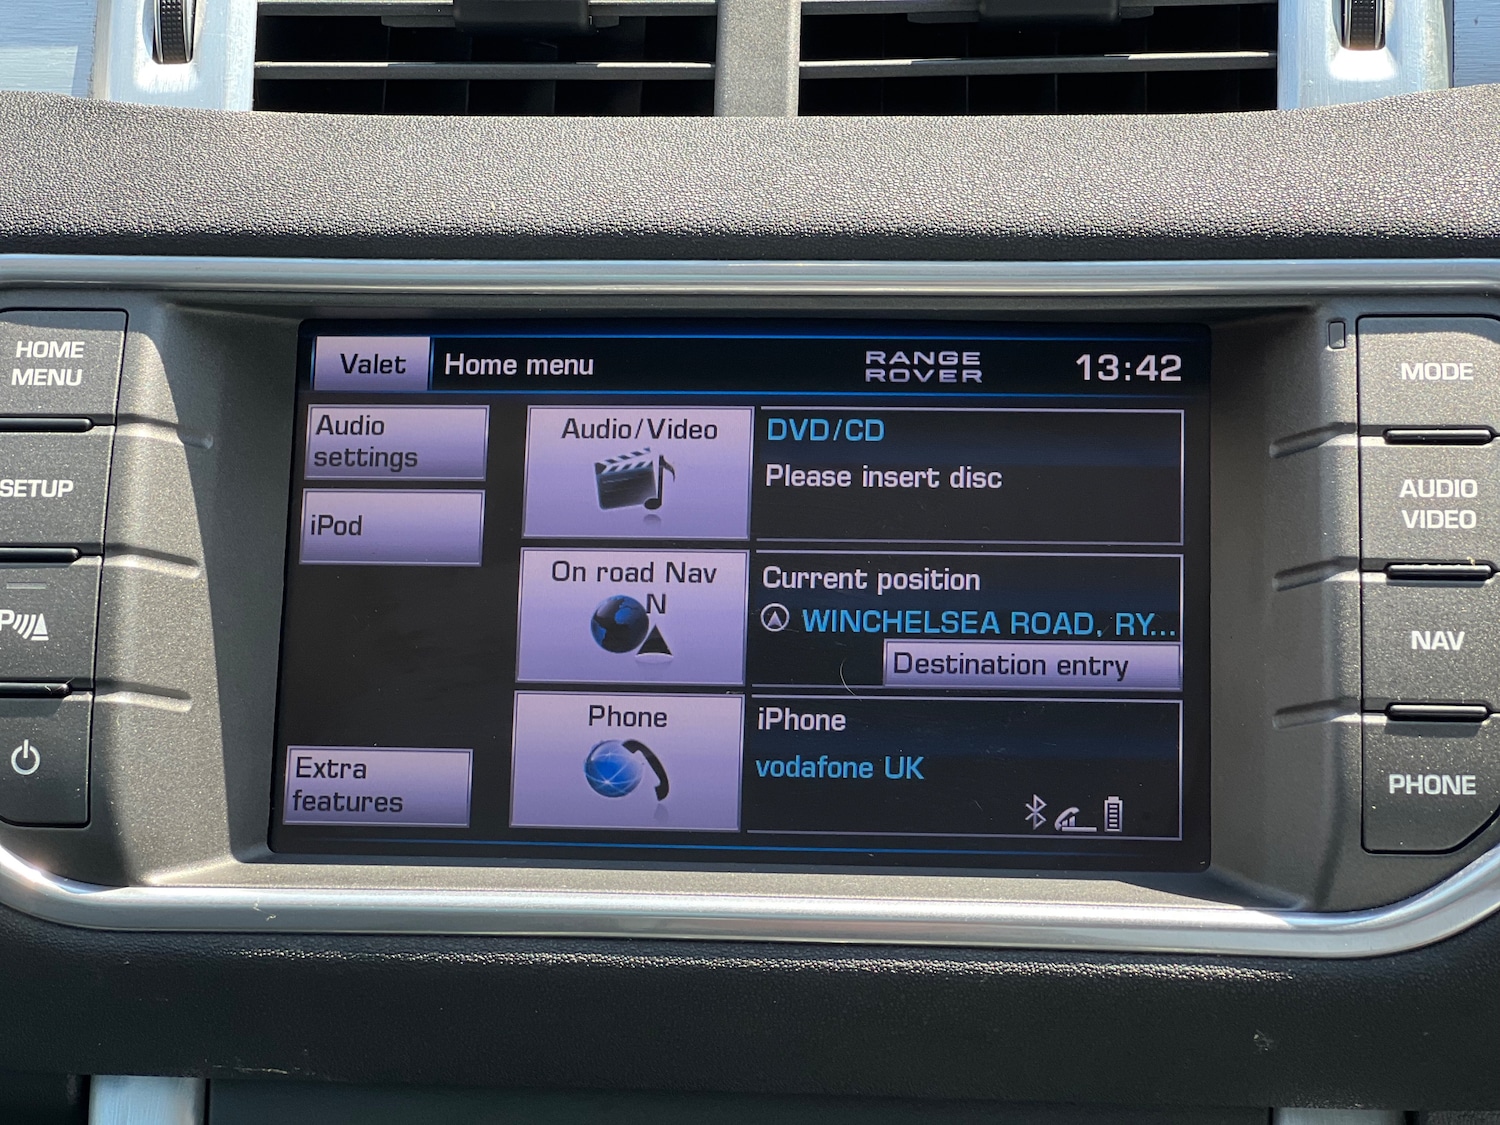 HOME
MENU
SETUP
P
Valet
Home menu
RANGE
ROVER
13:42
Audio
settings
iPod
Extra
features
Audio/Video
DVD/CD
Please insert disc
On road Nav
N
Current position
WINCHELSEA ROAD, RY...
Destination entry
Phone
iPhone
vodafone UK
MODE
AUDIO
VIDEO
NAV
PHONE